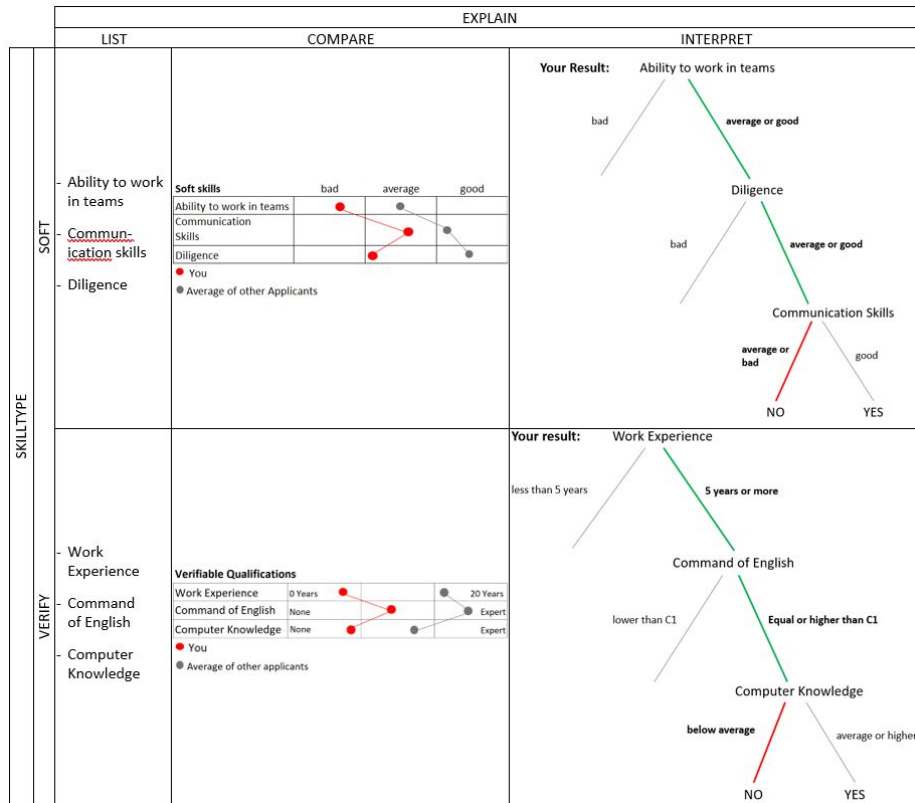 EXPLAIN
LIST COMPARE INTERPRET
SKILLTYPE
SOFT
- Ability to work
in teams
- Commun-
ication skills
- Diligence
Soft skills bad average good
Ability to work in teams
Communication
Skills
Diligence
You
Average of other Applicants
Your Result: Ability to work in teams
bad average or good
Diligence
bad average or good
Communication Skills
average or
bad
good
NO YES
VERIFY
- Work
Experience
- Command
of English
- Computer
Knowledge
Verifiable Qualifications
Work Experience 0 Years 20 Years
Command of English None Expert
Computer Knowledge None Expert
You
Average of other applicants
Your result: Work Experience
less than 5 years 5 years or more
Command of English
lower than C1 Equal or higher than C1
Computer Knowledge
below average average or higher
NO YES